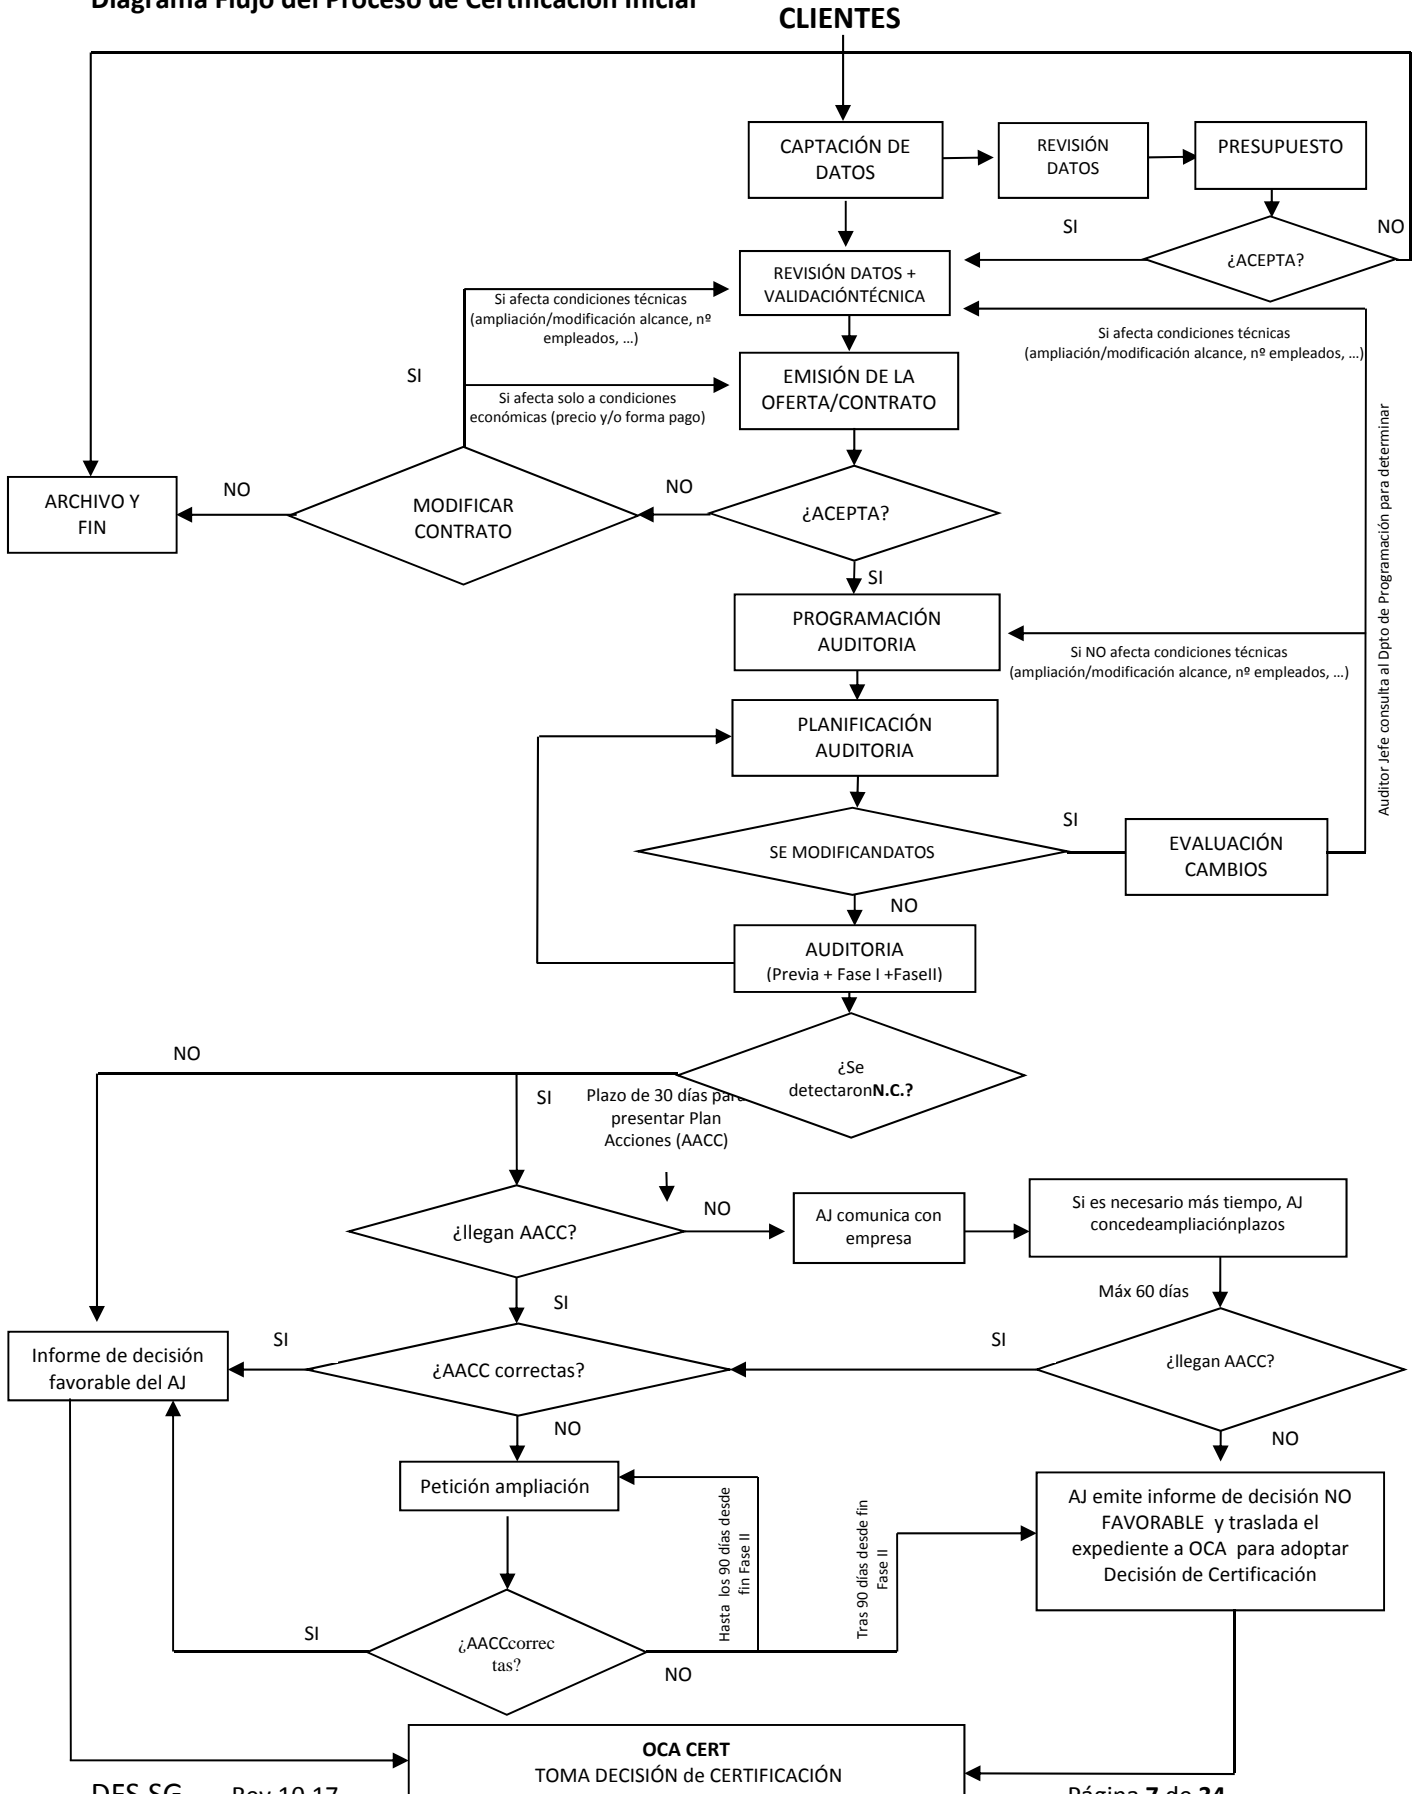 Diagrama Flujo del Proceso de Certificación Inicial
CLIENTES
CAPTACIÓN DE
DATOS
REVISIÓN
DATOS
PRESUPUESTO
SI
NO
¿ACEPTA?
REVISIÓN DATOS +
VALIDACIÓNTÉCNICA
Si afecta condiciones técnicas
(ampliación/modificación alcance, nº
empleados, …)
Si afecta condiciones técnicas
(ampliación/modificación alcance, nº empleados, …)
SI
EMISIÓN DE LA
OFERTA/CONTRATO
Si afecta solo a condiciones
económicas (precio y/o forma pago)
Auditor Jefe consulta al Dpto de Programación para determinar
ARCHIVO Y
FIN
NO
MODIFICAR
CONTRATO
NO
¿ACEPTA?
SI
PROGRAMACIÓN
AUDITORIA
Si NO afecta condiciones técnicas
(ampliación/modificación alcance, nº empleados, …)
PLANIFICACIÓN
AUDITORIA
SI
SE MODIFICANDATOS
EVALUACIÓN
CAMBIOS
NO
AUDITORIA
(Previa + Fase I +FaseII)
NO
¿Se
detectaronN.C.?
SI
Plazo de 30 días para
presentar Plan
Acciones (AACC)
¿llegan AACC?
NO
AJ comunica con
empresa
Si es necesario más tiempo, AJ
concedeampliaciónplazos
Máx 60 días
SI
Informe de decisión
favorable del AJ
SI
¿AACC correctas?
SI
¿llegan AACC?
NO
NO
Petición ampliación
Hasta los 90 días desde
fin Fase II
Tras 90 días desde fin
Fase II
AJ emite informe de decisión NO
FAVORABLE y traslada el
expediente a OCA para adoptar
Decisión de Certificación
SI
¿AACCcorrec
tas?
NO
OCA CERT
TOMA DECISIÓN de CERTIFICACIÓN
DES SG Rev 10.17 Página 7 de 24